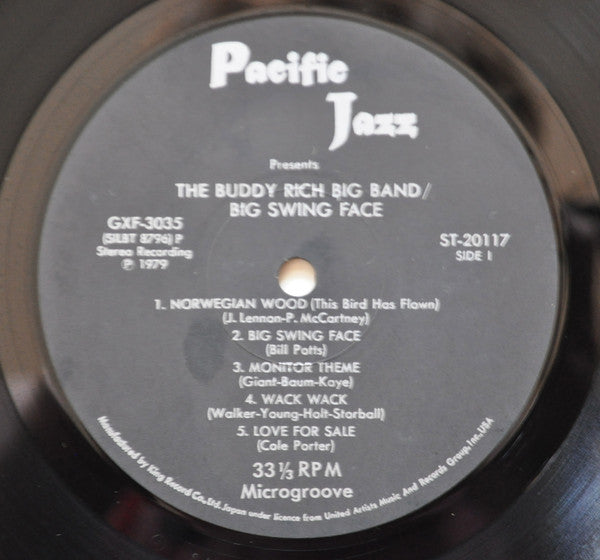 Pacific
Jazz
Presents
THE BUDDY RICH BIG BAND/
BIG SWING FACE
GXF-3035
(SILBT 8796) P
Stereo Recording
℗ 1979
ST-20117
SIDE 1
1. NORWEGIAN WOOD (This Bird Has Flown)
(J. Lennon-P. McCartney)
2. BIG SWING FACE
(Bill Potts)
3. MONITOR THEME
(Giant-Baum-Kaye)
4. WACK WACK
(Walker-Young-Holt-Storball)
5. LOVE FOR SALE
(Cole Porter)
33 1/3 RPM
Microgroove
Manufactured by King Record Co., Ltd. Japan under licence from United Artists Music And Records Group, Inc., USA